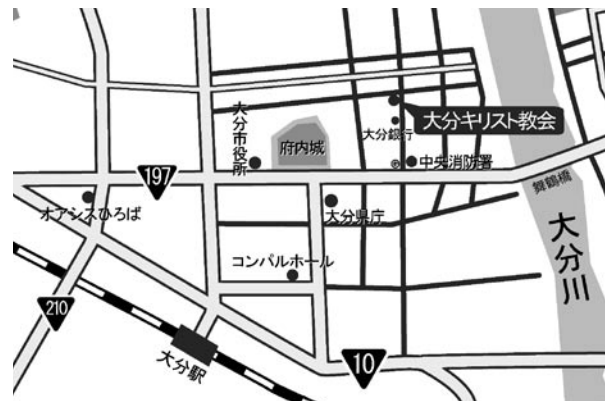 大分キリスト教会
大分銀行
大分市役所
府内城
中央消防署
197
舞鶴橋
オアシスひろば
大分県庁
大分川
コンパルホール
210
大分駅
10